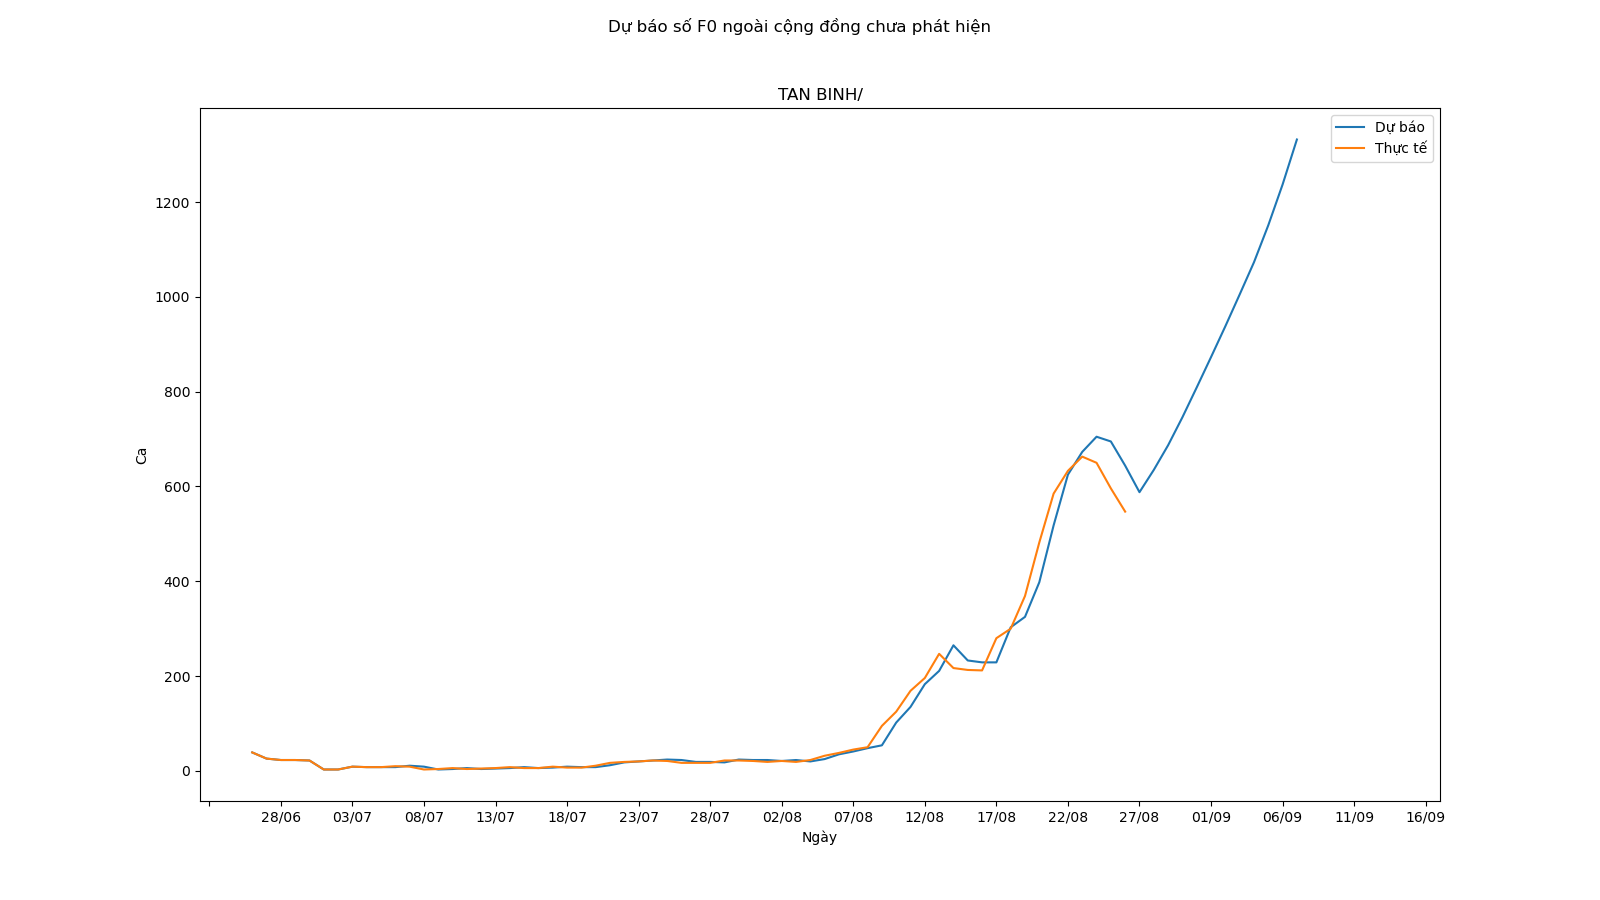 Dự báo số F0 ngoài cộng đồng chưa phát hiện
TAN BINH/
Dự báo
Thực tế
1200
1000
800
600
400
200
0
Ca
28/06 03/07 08/07 13/07 18/07 23/07 28/07 02/08 07/08 12/08 17/08 22/08 27/08 01/09 06/09 11/09 16/09
Ngày